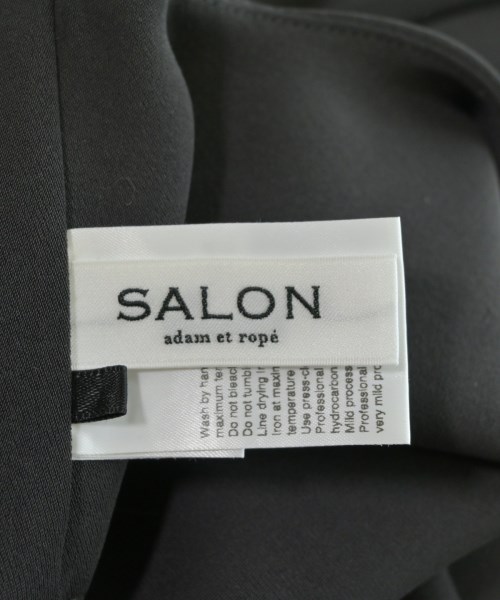 SALON
adam et ropé
Wash by han
maximum te
Do not bleac
Do not tumbl
Line drying i
Iron at maxim
temperature
Use press-cl
Professional
hydrocarbon
Mild process
Professional
very mild pro